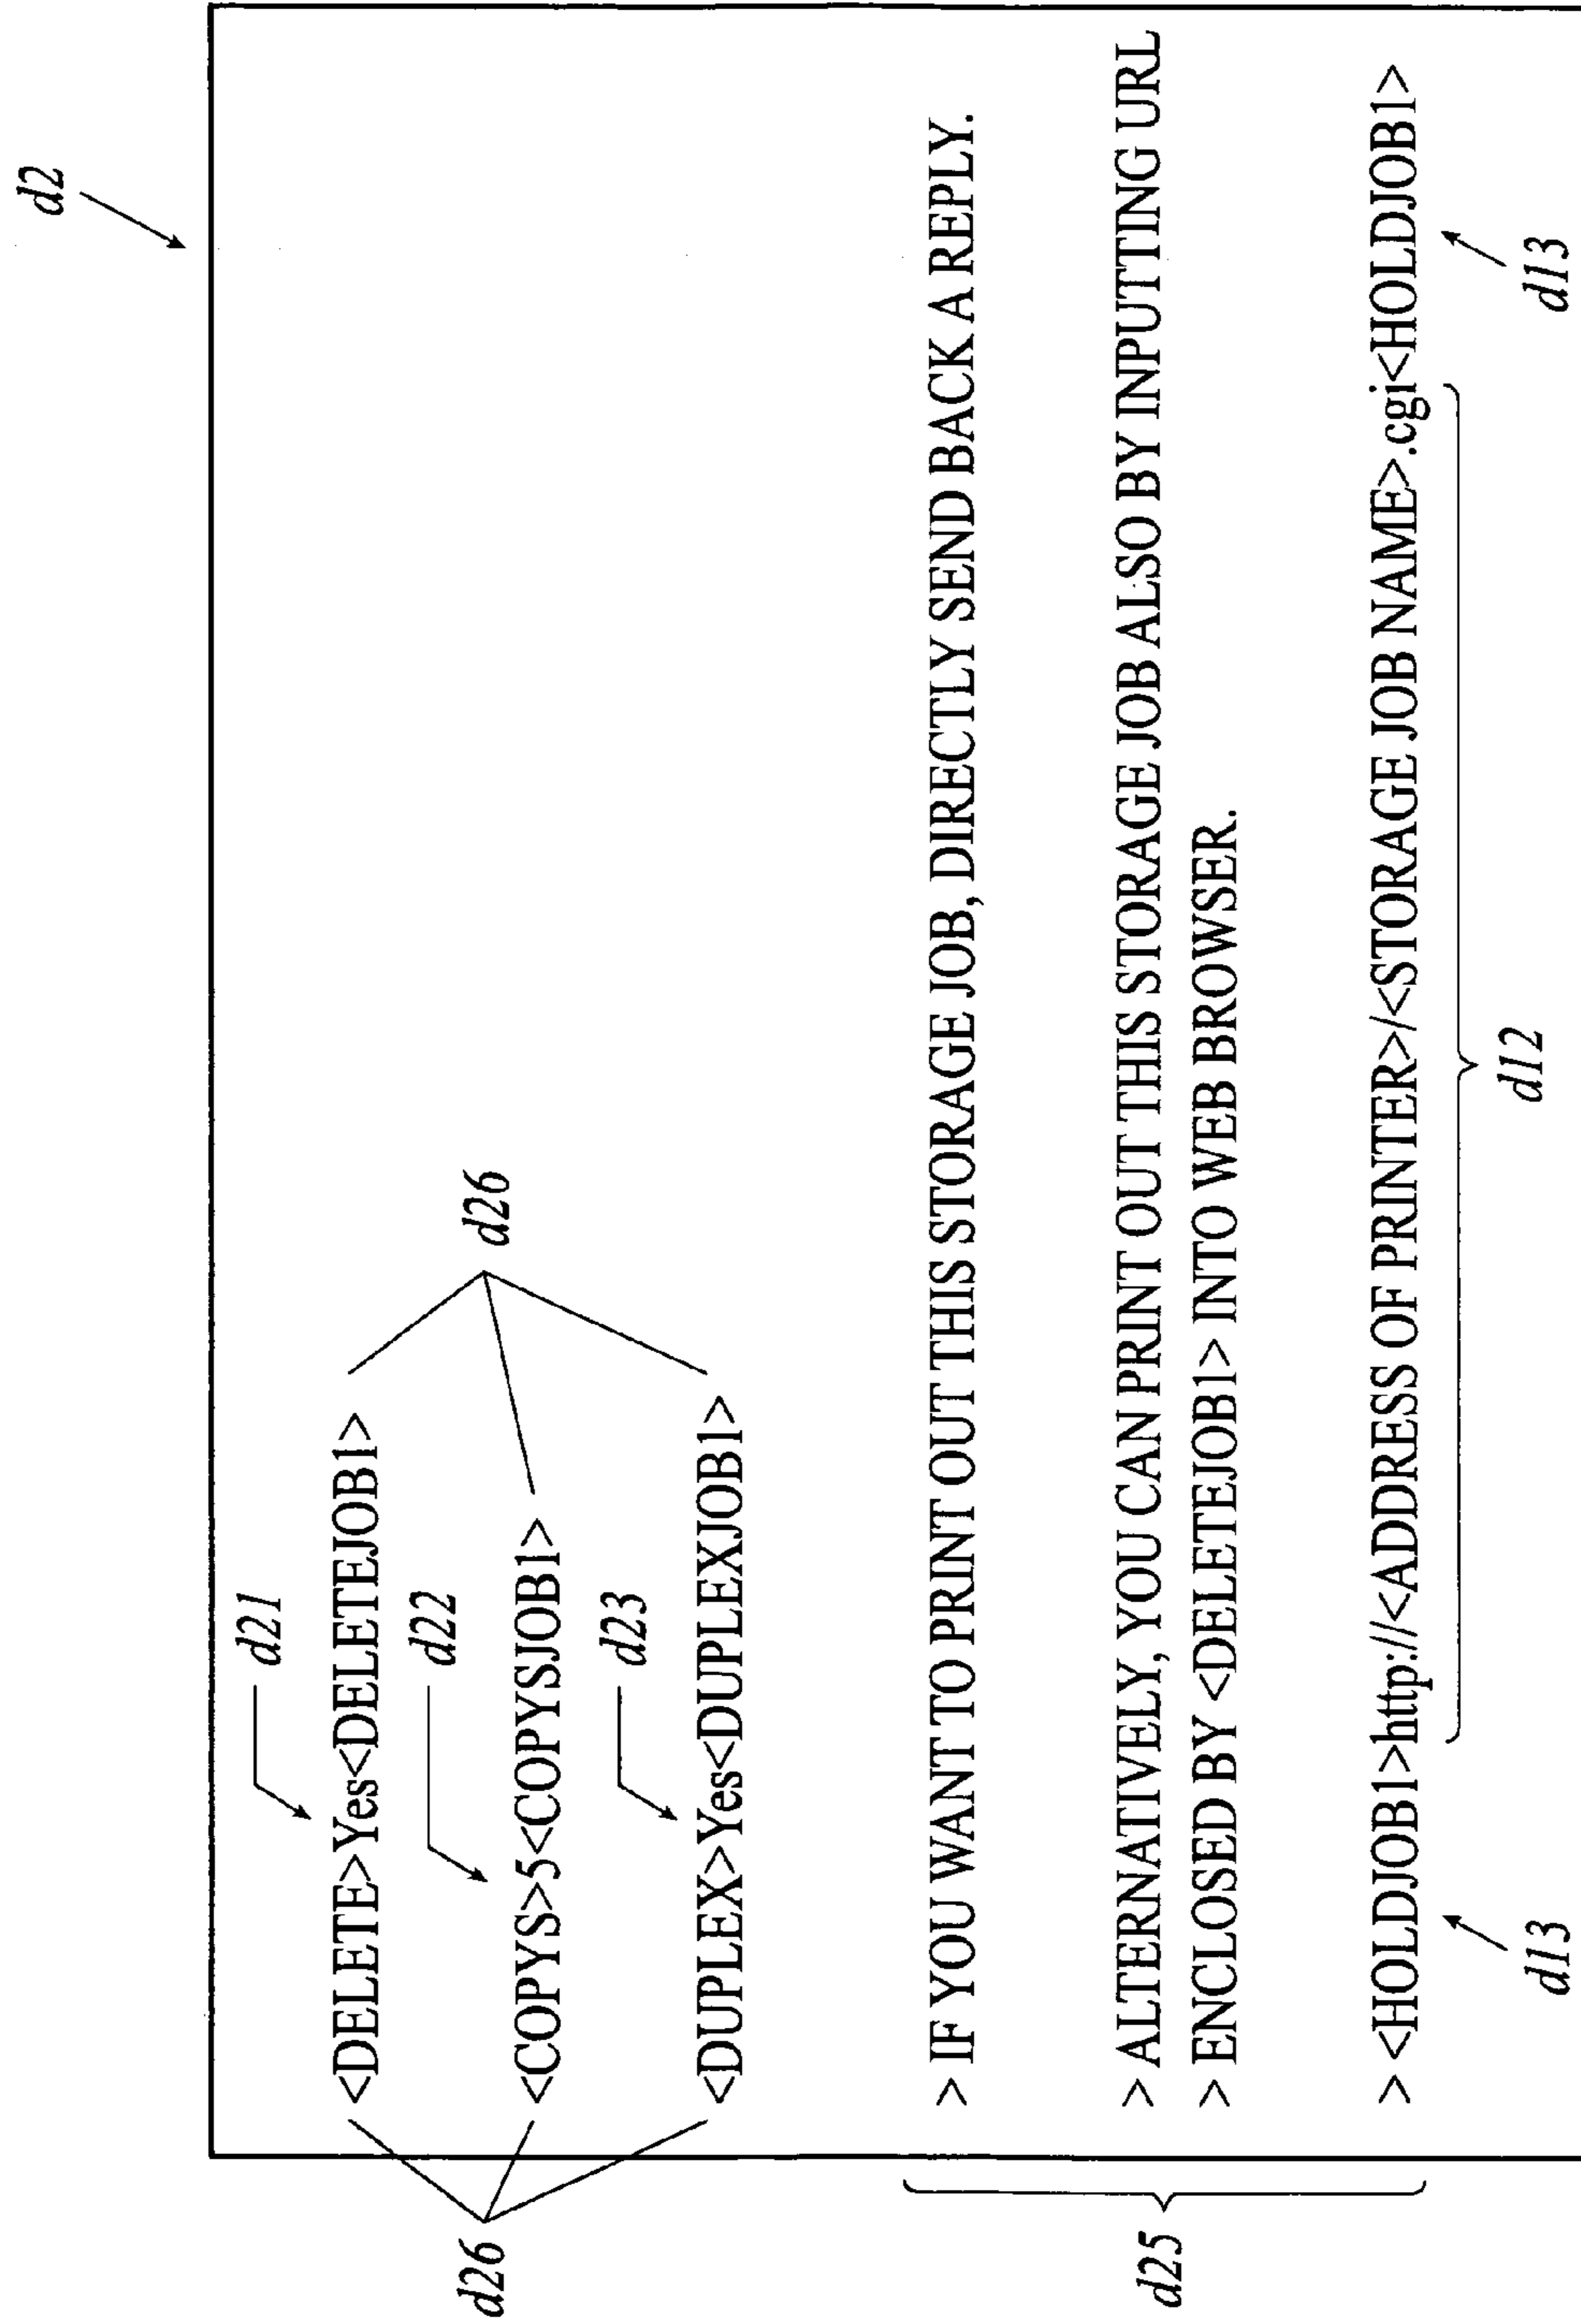 d2
d21
<DELETE>Yes<DELETEJOB1>
d22
d26
d26
<COPYS>5<COPYSJOB1>
d23
<DUPLEX>Yes<DUPLEXJOB1>
> IF YOU WANT TO PRINT OUT THIS STORAGE JOB, DIRECTLY SEND BACK A REPLY.
d25
> ALTERNATIVELY, YOU CAN PRINT OUT THIS STORAGE JOB ALSO BY INPUTTING URL
> ENCLOSED BY <DELETEJOB1> INTO WEB BROWSER.
> <HOLDJOB1>http://<ADDRESS OF PRINTER>/<STORAGE JOB NAME>.cgi<HOLDJOB1>
d13
d12
d13